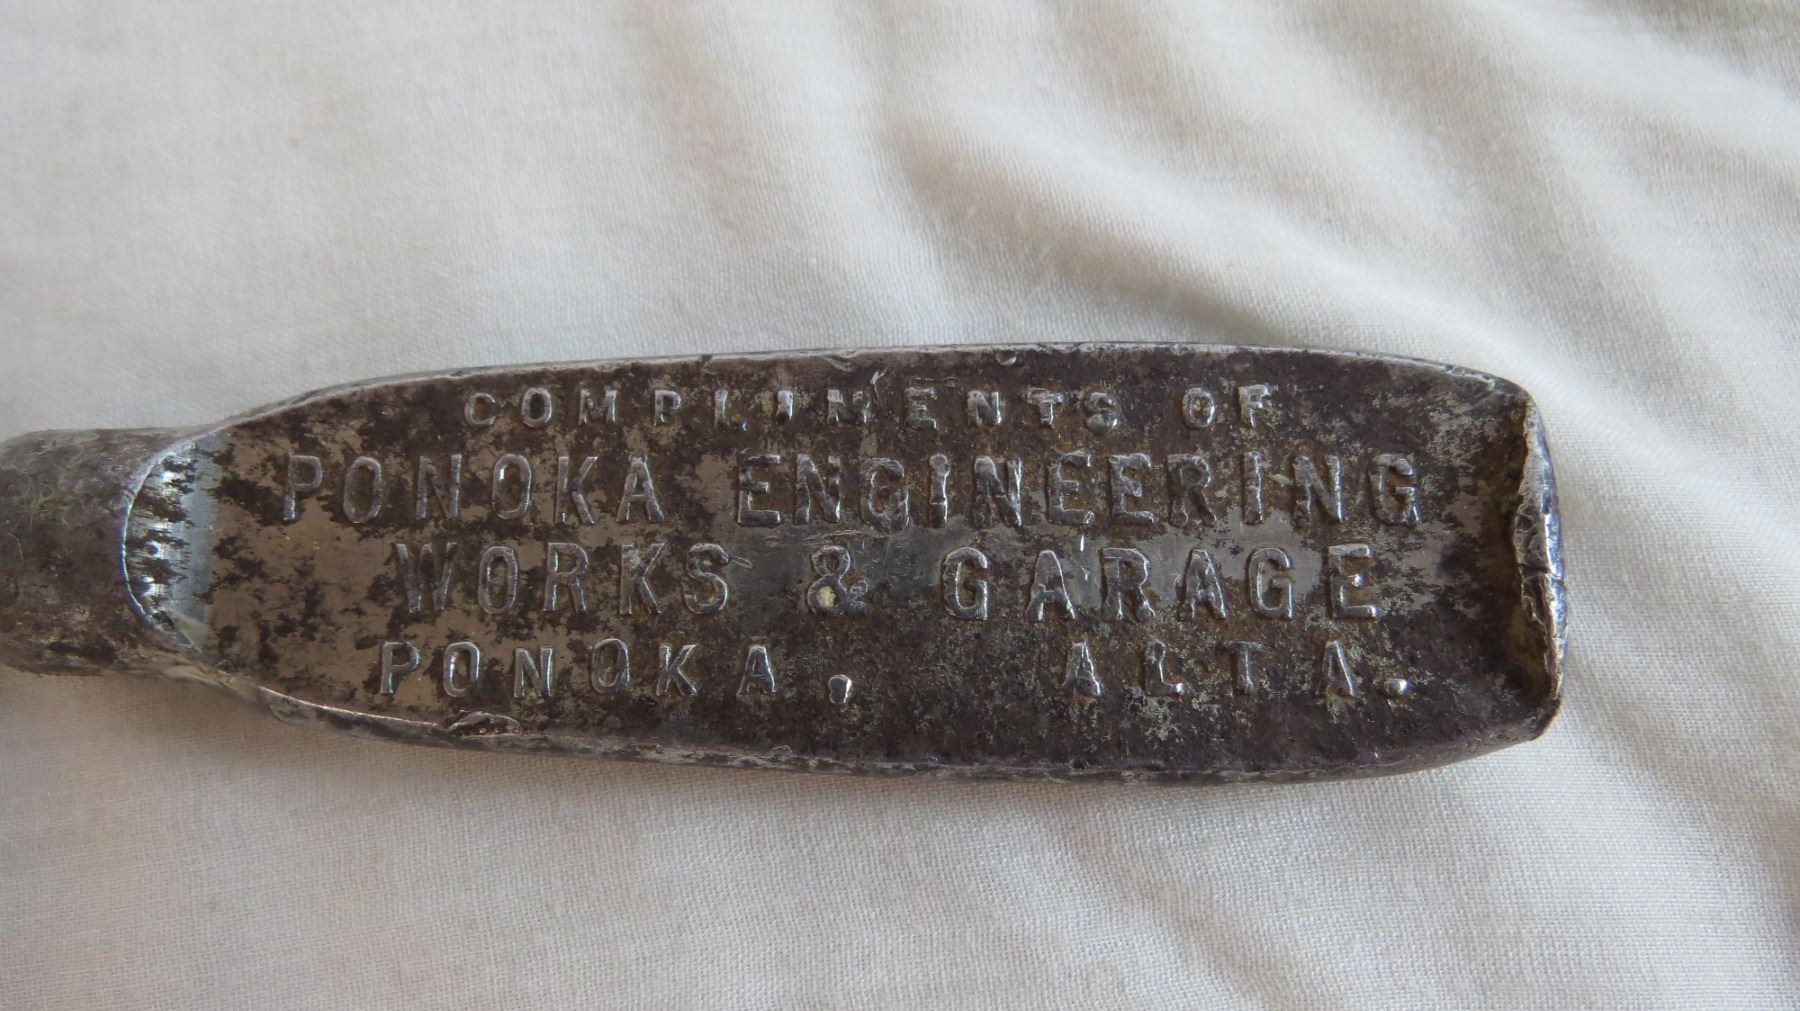 COMPLIMENTS OF
PONOKA ENGINEERING
WORKS & GARAGE
PONOKA. ALTA.